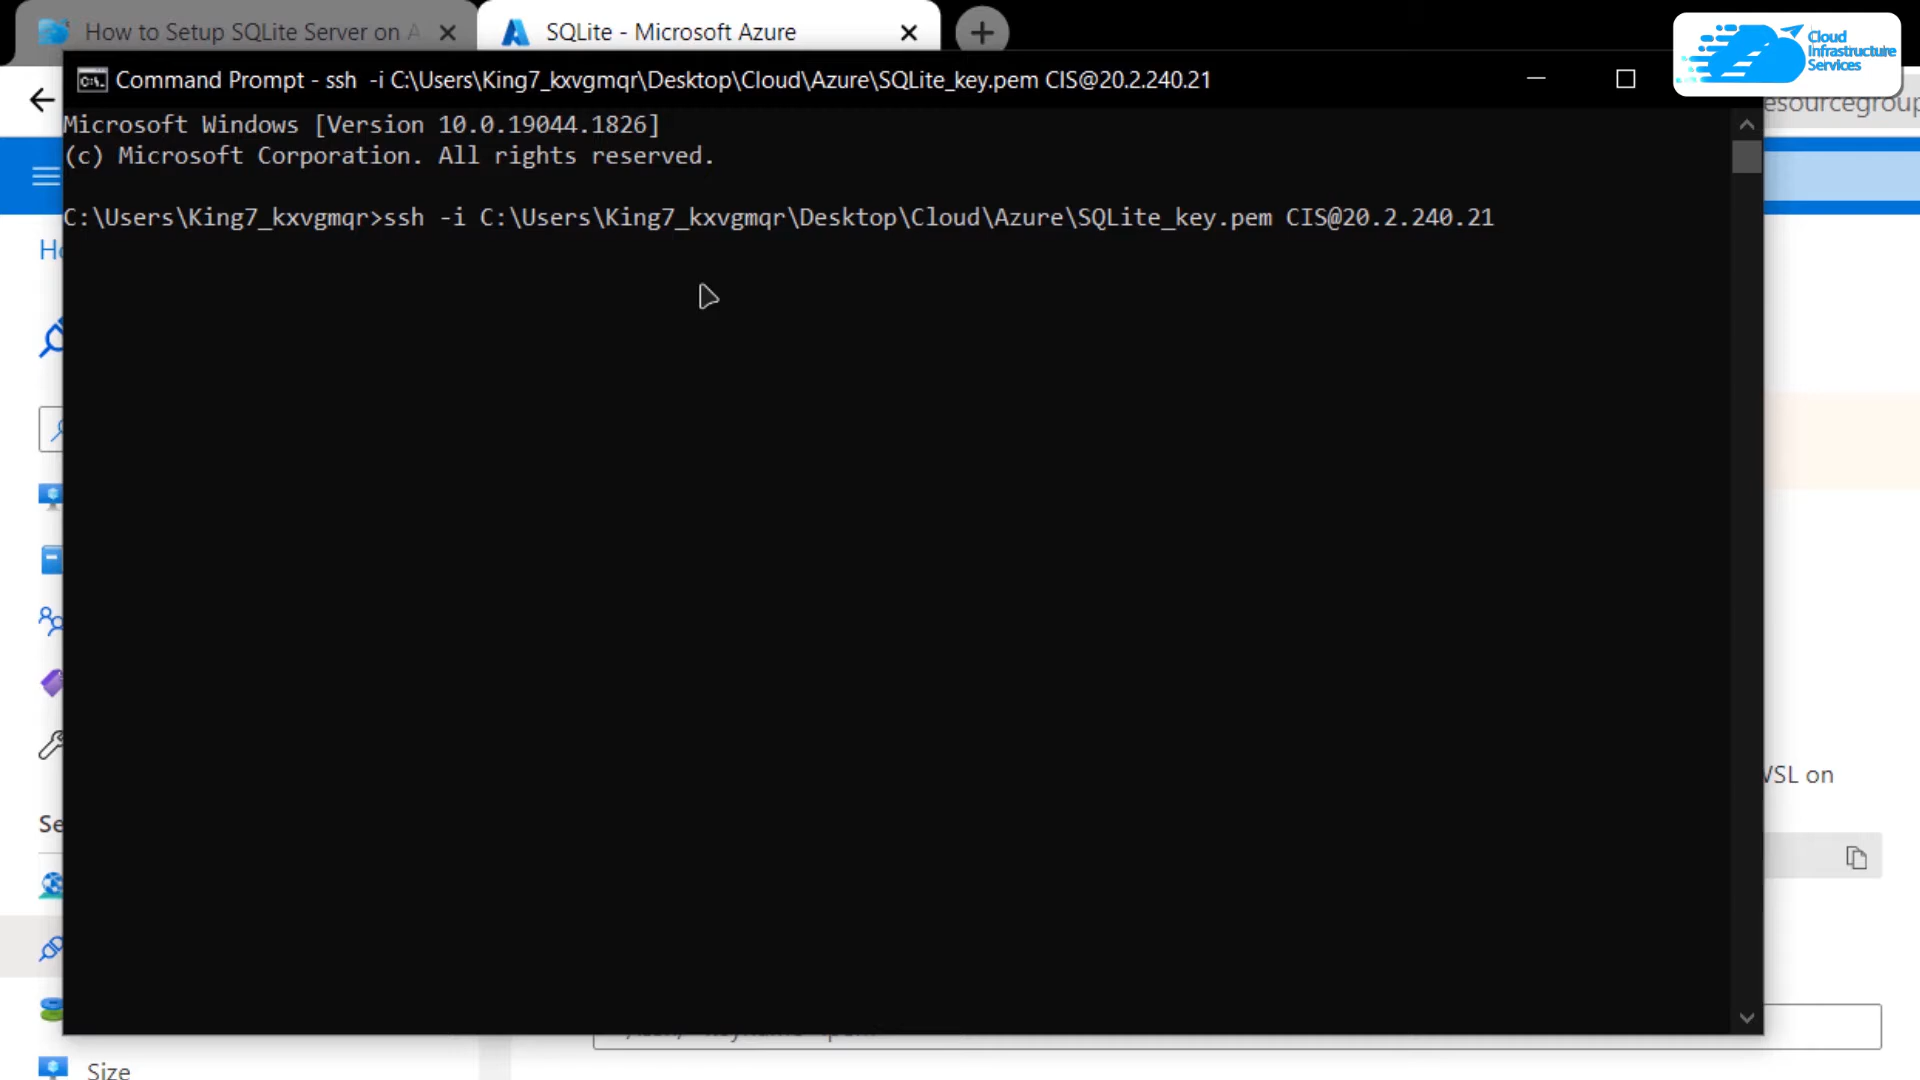 How to Setup SQLite Server on A
SQLite - Microsoft Azure
Cloud
Infrastructure
Services
Command Prompt - ssh -i C:\Users\King7_kxvgmqr\Desktop\Cloud\Azure\SQLite_key.pem CIS@20.2.240.21
esourcegroup
Microsoft Windows [Version 10.0.19044.1826]
(c) Microsoft Corporation. All rights reserved.
C:\Users\King7_kxvgmqr>ssh -i C:\Users\King7_kxvgmqr\Desktop\Cloud\Azure\SQLite_key.pem CIS@20.2.240.21
Ho
WSL on
Se
Size